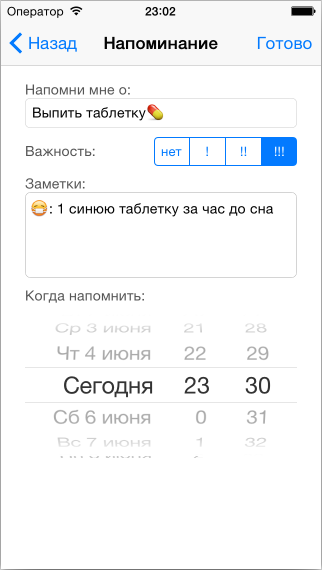 Оператор 23:02
Назад Напоминание Готово
Напомни мне о:
Выпить таблетку💊
Важность: нет ! !! !!!
Заметки:
😷: 1 синюю таблетку за час до сна
Когда напомнить:
Ср 3 июня 21 28
Чт 4 июня 22 29
Сегодня 23 30
Сб 6 июня 0 31
Вс 7 июня 1 32